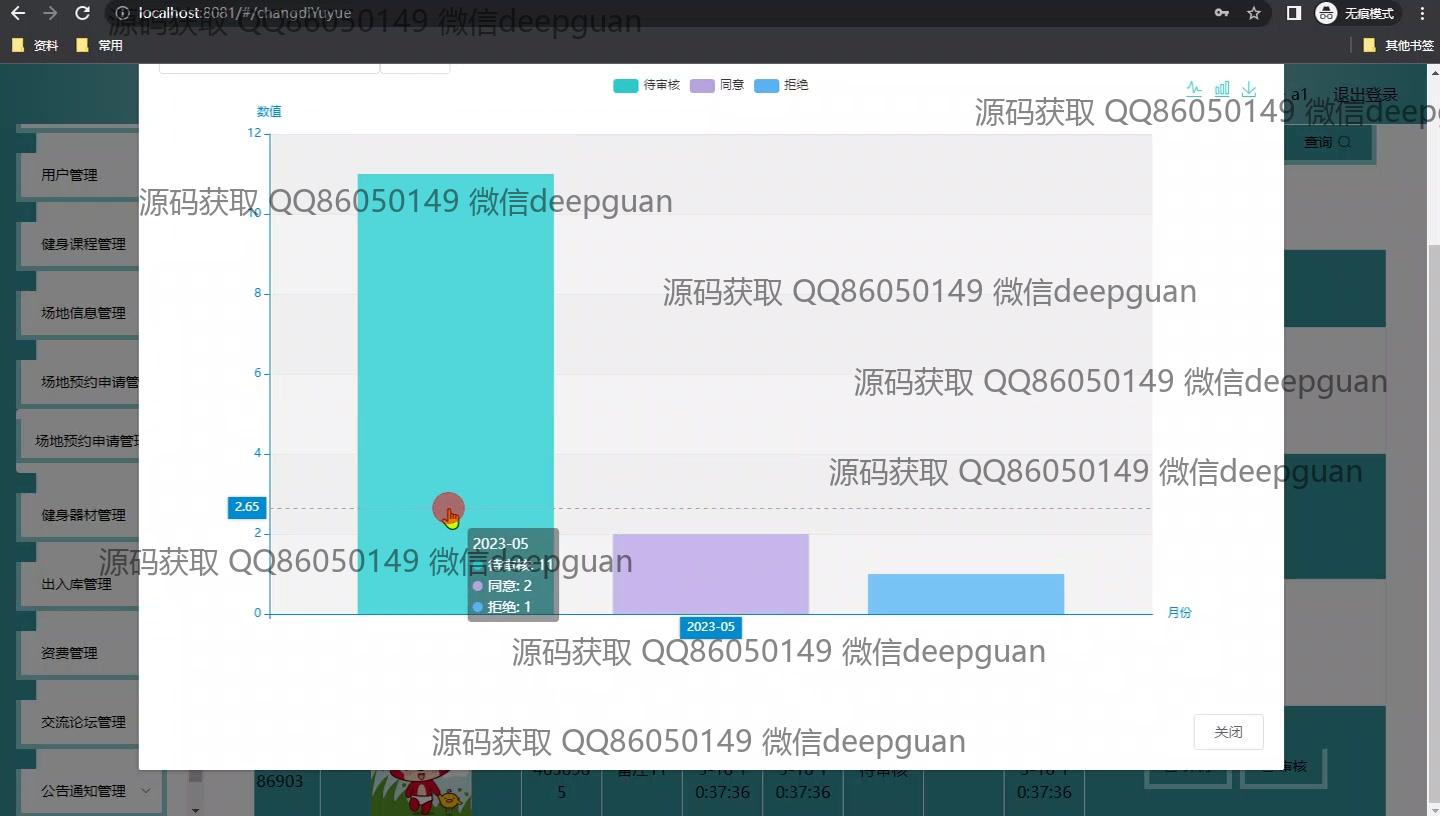 localhost:8081/#/changdiYuyue
无痕模式
资料
常用
其他书签
源码获取 QQ86050149 微信deepguan
待审核
同意
拒绝
a1
退出登录
源码获取 QQ86050149 微信deepg
数值
12
10
8
6
4
2
0
查询
用户管理
健身课程管理
场地信息管理
场地预约申请管
场地预约申请管
健身器材管理
出入库管理
资费管理
交流论坛管理
公告通知管理
源码获取 QQ86050149 微信deepguan
源码获取 QQ86050149 微信deepguan
源码获取 QQ86050149 微信deepguan
源码获取 QQ86050149 微信deepguan
2.65
2023-05
待审核: 11
同意: 2
拒绝: 1
源码获取 QQ86050149 微信deepguan
月份
2023-05
源码获取 QQ86050149 微信deepguan
源码获取 QQ86050149 微信deepguan
关闭
86903
5
0:37:36
0:37:36
待审核
0:37:36
审核